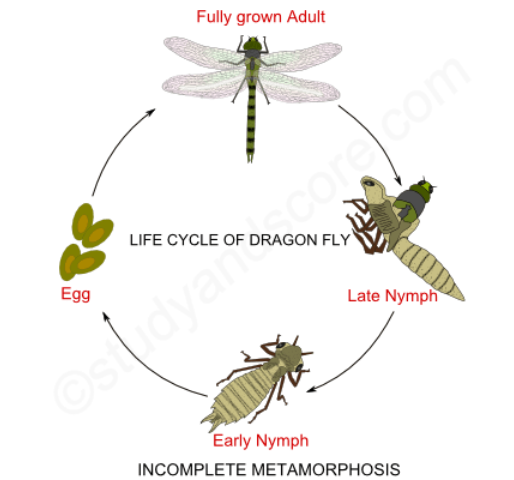 Fully grown Adult
LIFE CYCLE OF DRAGON FLY
Egg
Late Nymph
Early Nymph
INCOMPLETE METAMORPHOSIS
©studyandscore.com